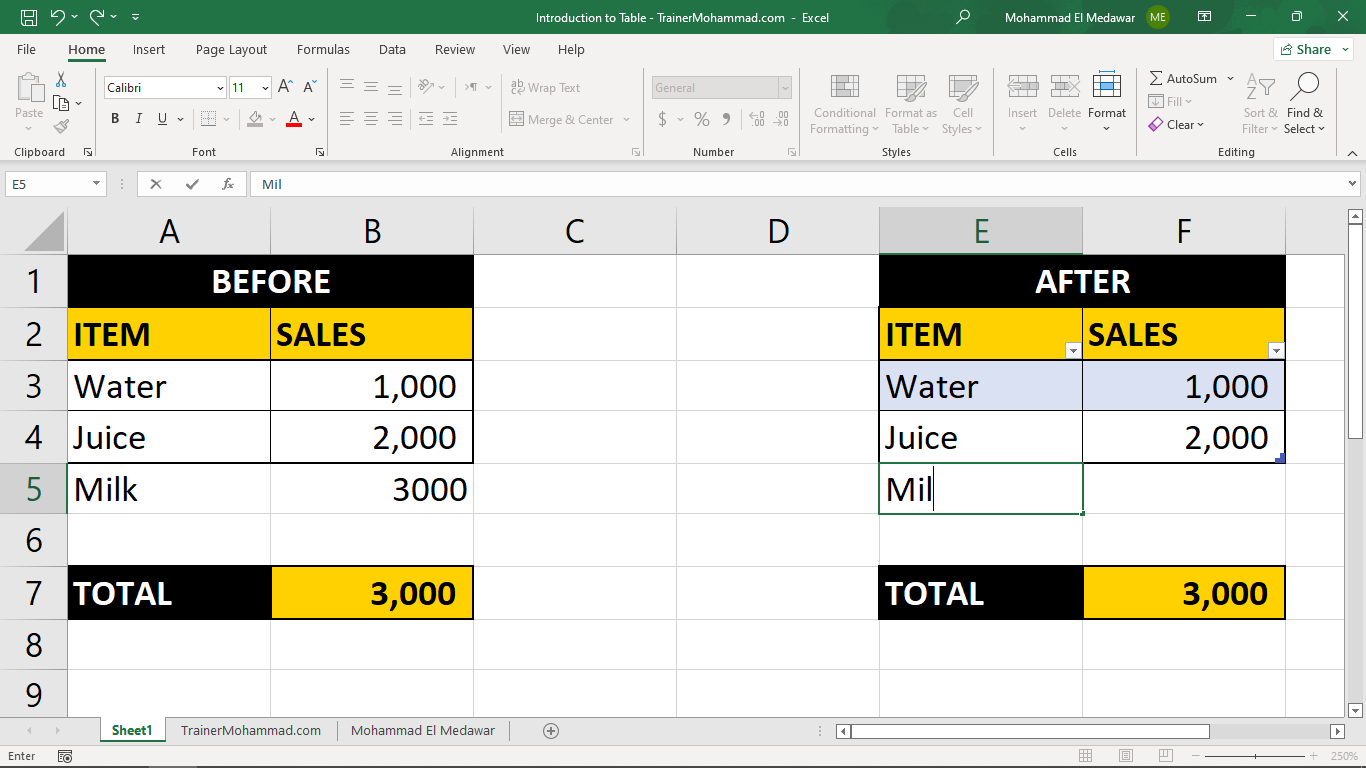 Introduction to Table - TrainerMohammad.com - Excel
Mohammad El Medawar ME
File Home Insert Page Layout Formulas Data Review View Help Share
Calibri 11 A A ab Wrap Text General AutoSum
Paste Conditional Format as Cell Insert Delete Format Fill Sort & Find &
B I U A Merge & Center $ % Formatting Table Styles Clear Filter Select
Clipboard Font Alignment Number Styles Cells Editing
E5 fx Mil
A B C D E F
1 BEFORE AFTER
2 ITEM SALES ITEM SALES
3 Water 1,000 Water 1,000
4 Juice 2,000 Juice 2,000
5 Milk 3000 Mil
6
7 TOTAL 3,000 TOTAL 3,000
8
9
Sheet1 TrainerMohammad.com Mohammad El Medawar
Enter 250%